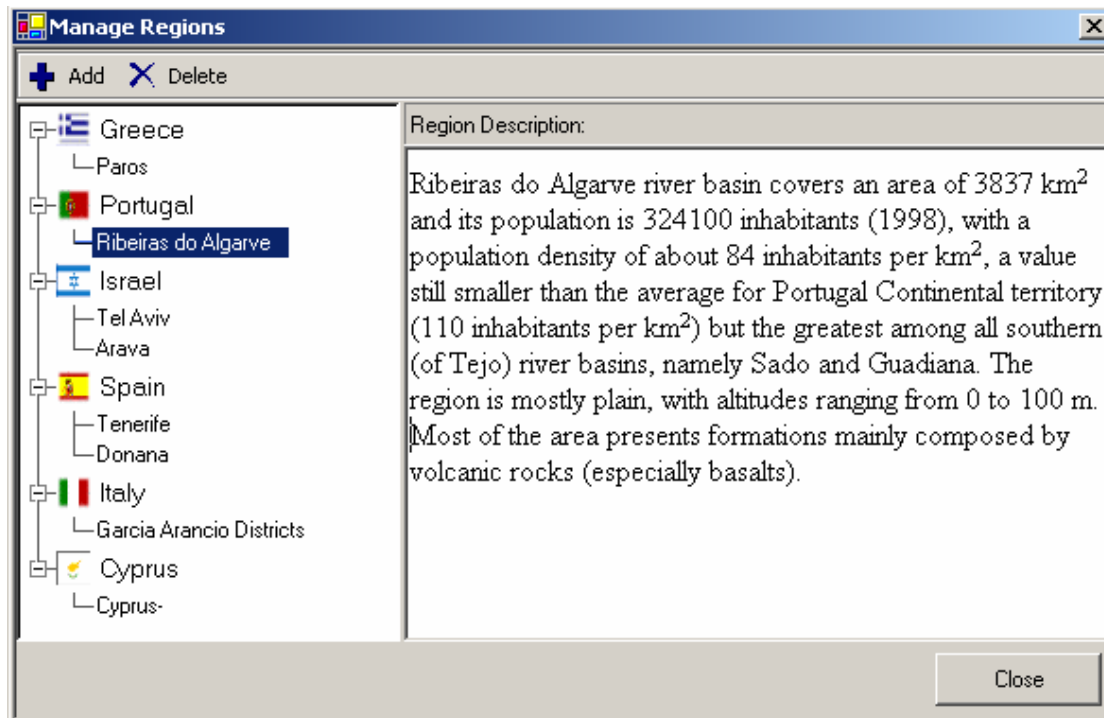 Manage Regions
Add Delete
Greece
Paros
Portugal
Ribeiras do Algarve
Israel
Tel Aviv
Arava
Spain
Tenerife
Donana
Italy
Garcia Arancio Districts
Cyprus
Cyprus-
Region Description:
Ribeiras do Algarve river basin covers an area of 3837 km²
and its population is 324100 inhabitants (1998), with a
population density of about 84 inhabitants per km², a value
still smaller than the average for Portugal Continental territory
(110 inhabitants per km²) but the greatest among all southern
(of Tejo) river basins, namely Sado and Guadiana. The
region is mostly plain, with altitudes ranging from 0 to 100 m.
Most of the area presents formations mainly composed by
volcanic rocks (especially basalts).
Close